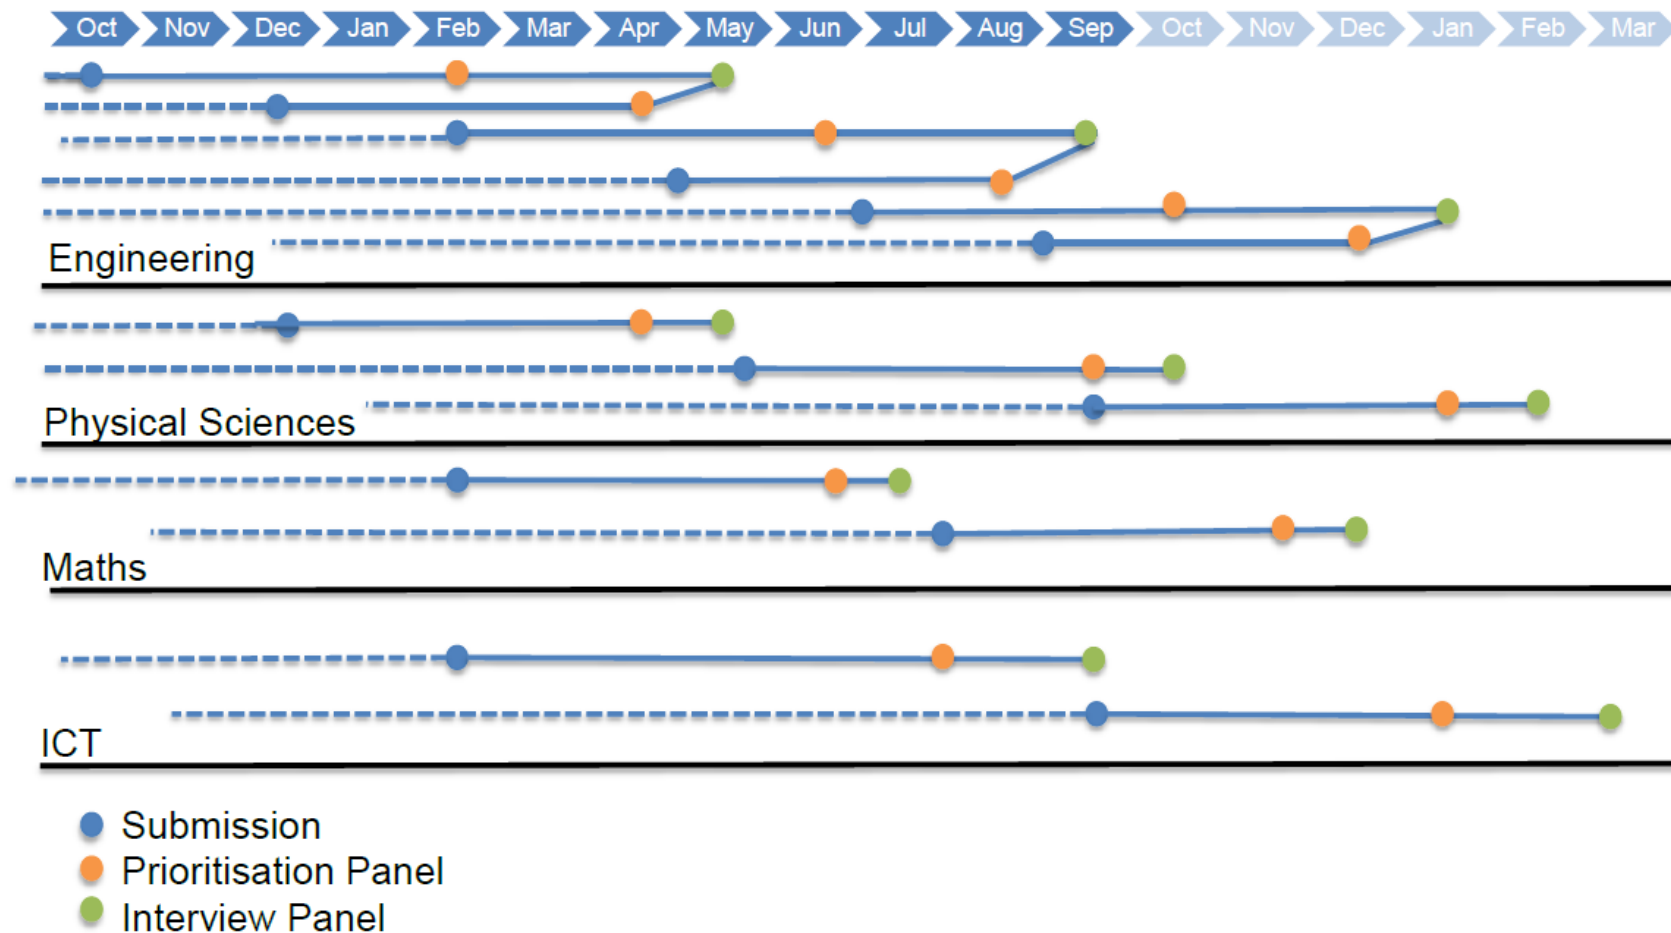 Oct Nov Dec Jan Feb Mar Apr May Jun Jul Aug Sep Oct Nov Dec Jan Feb Mar
Engineering
Physical Sciences
Maths
ICT
Submission
Prioritisation Panel
Interview Panel